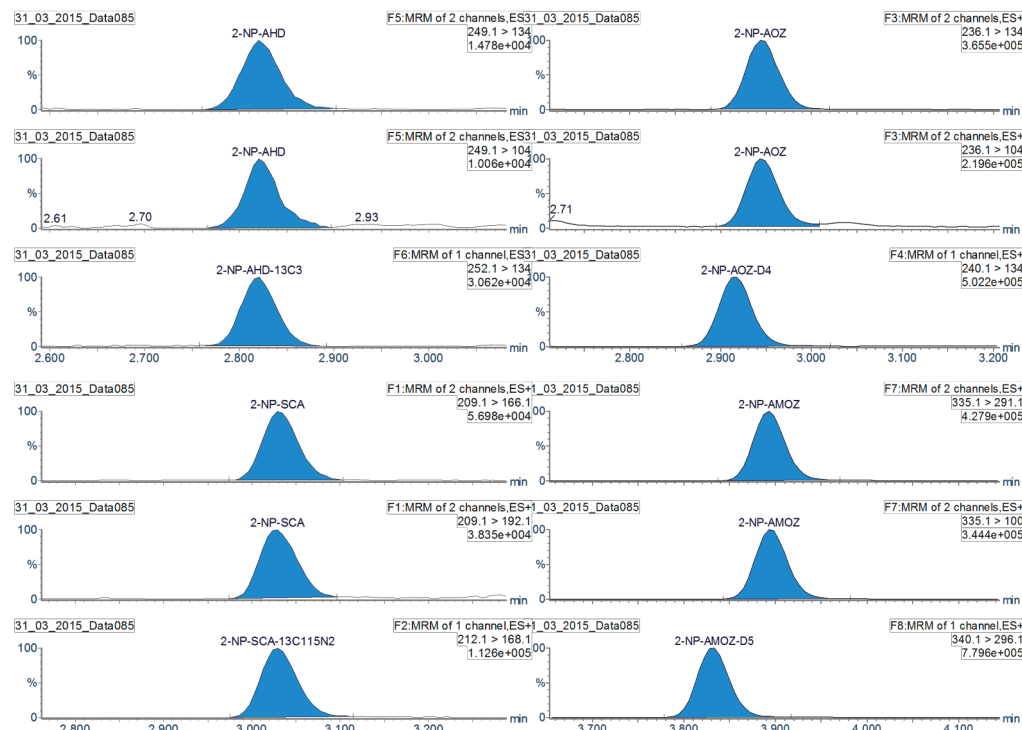 31_03_2015_Data085
F5:MRM of 2 channels,ES
2-NP-AHD
249.1 > 134
1.478e+004
100
%
0
min
31_03_2015_Data085
F5:MRM of 2 channels,ES
2-NP-AHD
249.1 > 104
1.006e+004
100
%
2.61
2.70
2.93
0
min
31_03_2015_Data085
F6:MRM of 1 channel,ES
2-NP-AHD-13C3
252.1 > 134
3.062e+004
100
%
0
min
2.600 2.700 2.800 2.900 3.000
31_03_2015_Data085
F3:MRM of 2 channels,ES+
2-NP-AOZ
236.1 > 134
3.655e+005
100
%
0
min
31_03_2015_Data085
F3:MRM of 2 channels,ES+
2-NP-AOZ
236.1 > 104
2.196e+005
100
%
2.71
0
min
31_03_2015_Data085
F4:MRM of 1 channel,ES+
2-NP-AOZ-D4
240.1 > 134
5.022e+005
100
%
0
min
2.800 2.900 3.000 3.100 3.200
31_03_2015_Data085
F1:MRM of 2 channels,ES+
2-NP-SCA
209.1 > 166.1
5.698e+004
100
%
0
min
31_03_2015_Data085
F1:MRM of 2 channels,ES+
2-NP-SCA
209.1 > 192.1
3.835e+004
100
%
0
min
31_03_2015_Data085
F2:MRM of 1 channel,ES+
2-NP-SCA-13C115N2
212.1 > 168.1
1.126e+005
100
%
0
min
2.800 2.900 3.000 3.100 3.200
1_03_2015_Data085
F7:MRM of 2 channels,ES+
2-NP-AMOZ
335.1 > 291.1
4.279e+005
100
%
0
min
1_03_2015_Data085
F7:MRM of 2 channels,ES+
2-NP-AMOZ
335.1 > 100
3.444e+005
100
%
0
min
1_03_2015_Data085
F8:MRM of 1 channel,ES+
2-NP-AMOZ-D5
340.1 > 296.1
7.796e+005
100
%
0
min
3.700 3.800 3.900 4.000 4.100